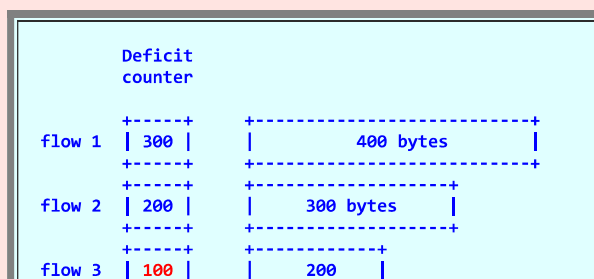 Deficit
counter
+-----+ +---------------------------+
flow 1 | 300 | | 400 bytes |
+-----+ +---------------------------+
+-----+ +-------------------+
flow 2 | 200 | | 300 bytes |
+-----+ +-------------------+
+-----+ +------------+
flow 3 | 100 | | 200 |